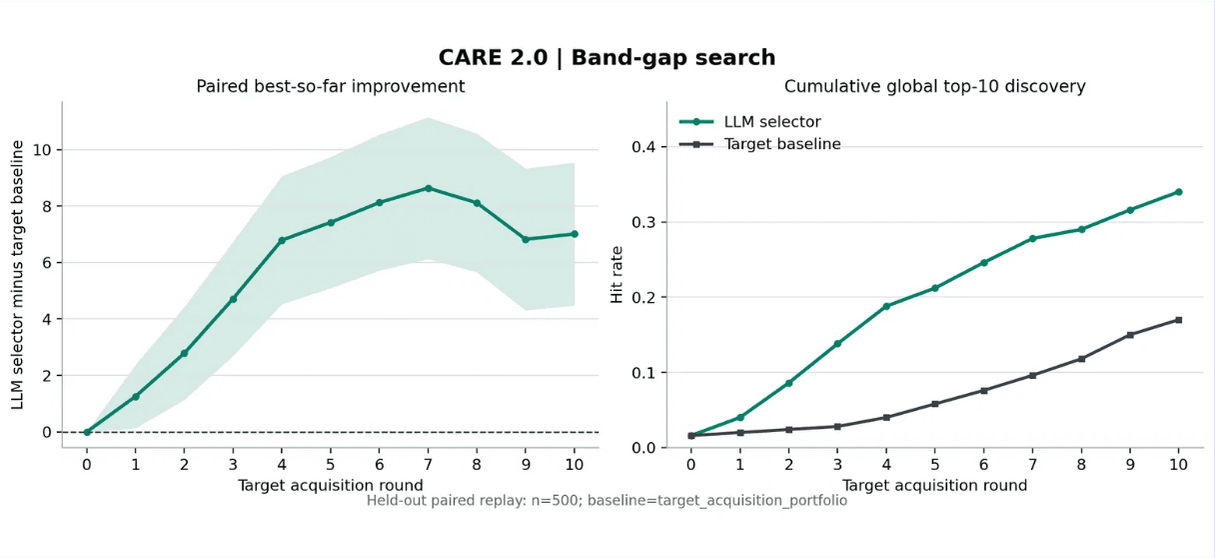 CARE 2.0 | Band-gap search
Paired best-so-far improvement
LLM selector minus target baseline
10
8
6
4
2
0
0 1 2 3 4 5 6 7 8 9 10
Target acquisition round
Cumulative global top-10 discovery
LLM selector
Target baseline
Hit rate
0.4
0.3
0.2
0.1
0.0
0 1 2 3 4 5 6 7 8 9 10
Target acquisition round
Held-out paired replay: n=500; baseline=target_acquisition_portfolio